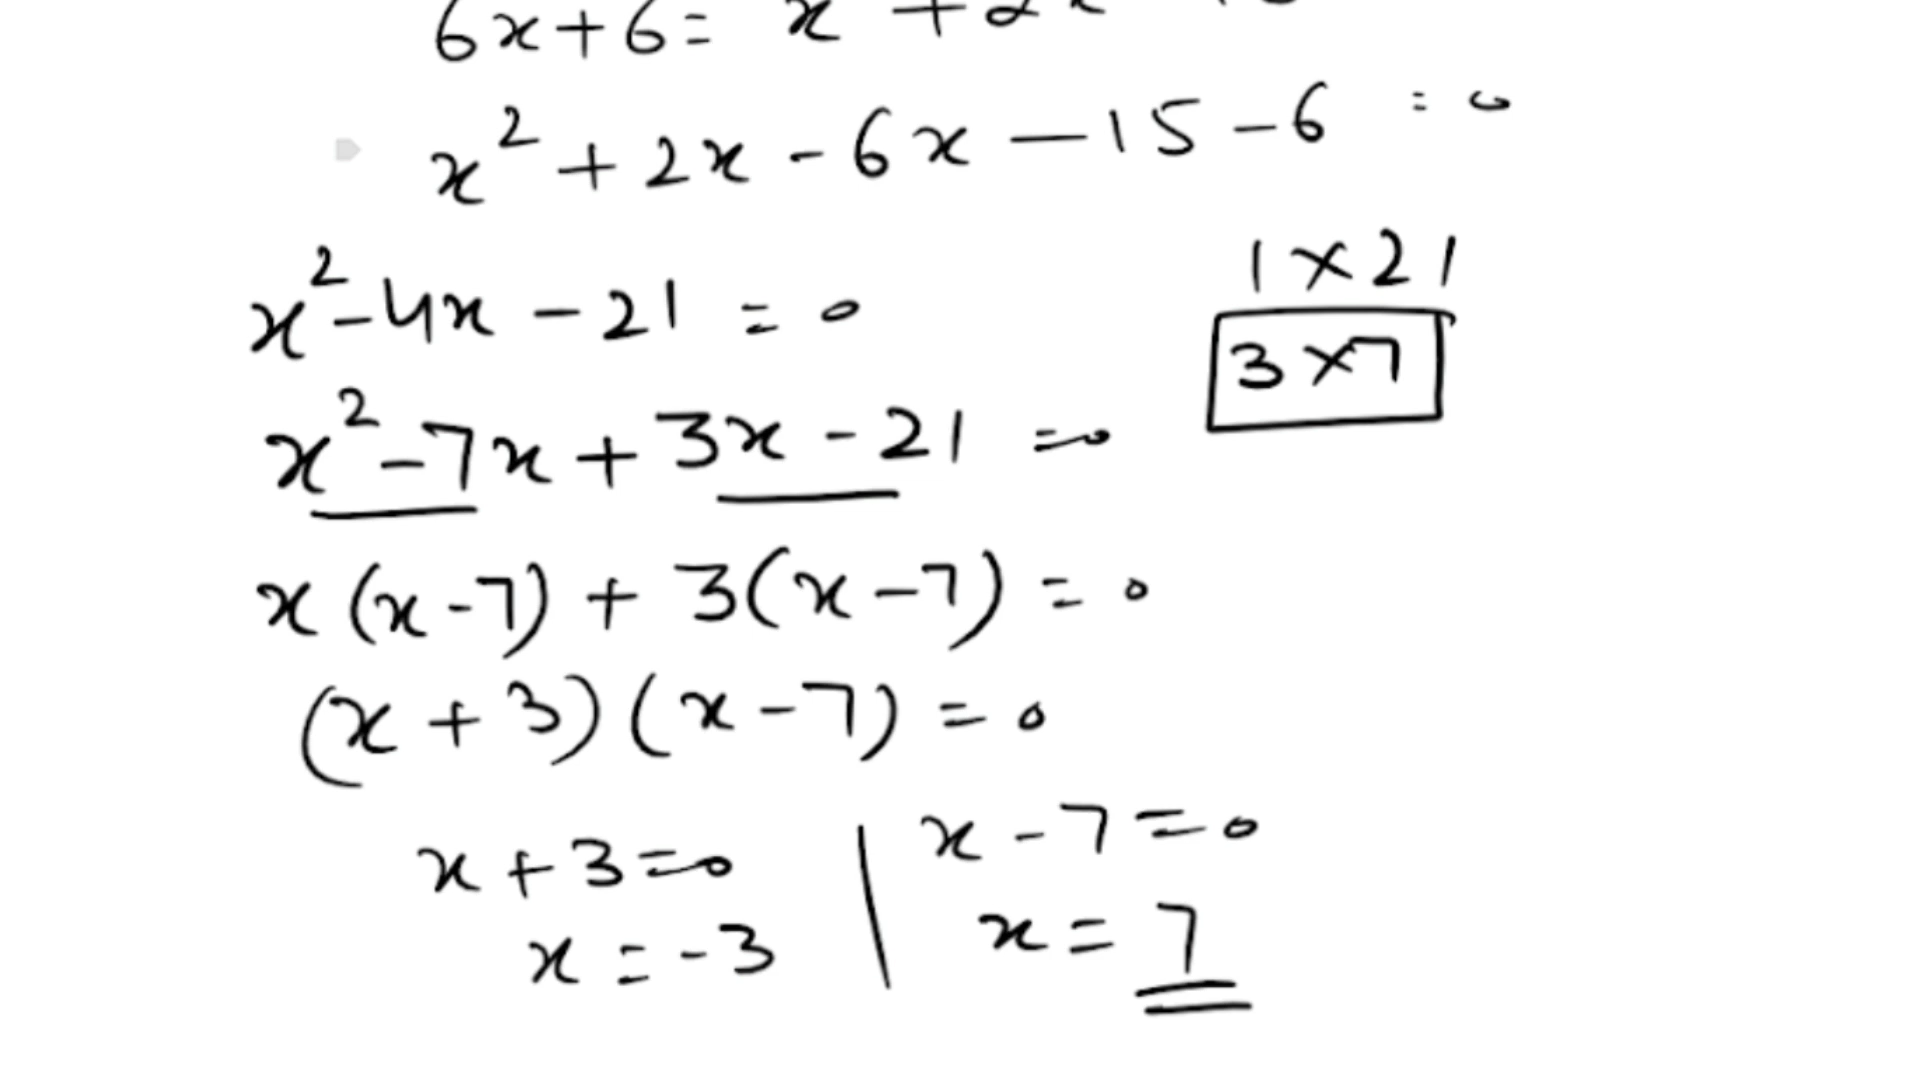 6x+6= x + 2x
x² + 2x - 6x - 15 - 6 = 0
x² - 4x - 21 = 0
1 × 21
3 × 7
x² - 7x + 3x - 21 = 0
x (x - 7) + 3(x - 7) = 0
(x + 3) (x - 7) = 0
x + 3 = 0
x - 7 = 0
x = -3
x = 7